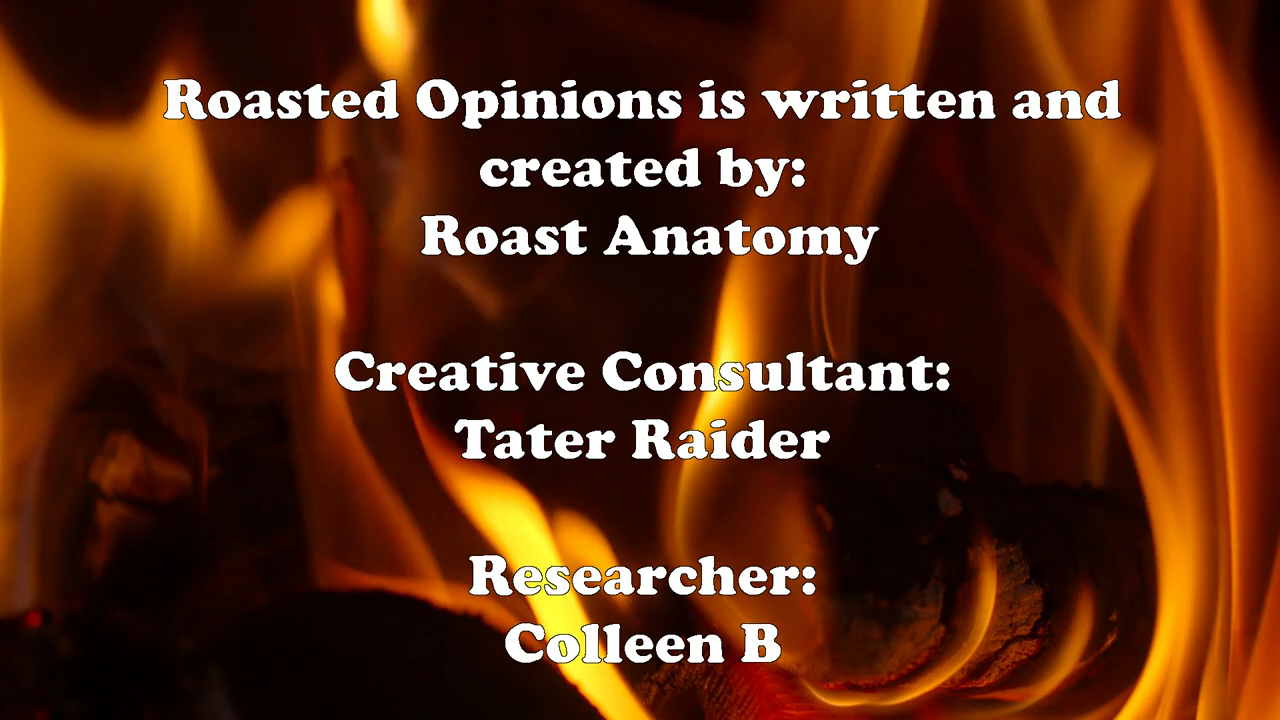 Roasted Opinions is written and
created by:
Roast Anatomy
Creative Consultant:
Tater Raider
Researcher:
Colleen B